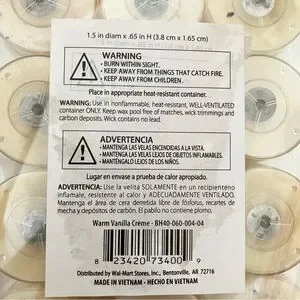 1.5 in diam x .65 in H (3.8 cm x 1.65 cm)
WARNING
• BURN WITHIN SIGHT.
• KEEP AWAY FROM THINGS THAT CATCH FIRE.
• KEEP AWAY FROM CHILDREN.
Place in appropriate heat-resistant container.
WARNING: Use in nonflammable, heat-resistant, WELL-VENTILATED
container ONLY. Keep wax pool free of matches, wick trimmings and
carbon deposits. Wick contains no lead.
ADVERTENCIA
• MANTENGA LAS VELAS ENCENDIDAS A LA VISTA.
• MANTENGA LAS VELAS LEJOS DE OBJETOS INFLAMABLES.
• MANTÉNGALO LEJOS DE LOS NIÑOS.
Lugar en envase a prueba de calor apropiado.
ADVERTENCIA: Use la velita SOLAMENTE en un recipiente no
inflamable, resistente al calor y ADECUADAMENTE VENTILADO.
Mantenga el área de cera derretida libre de fósforos, recartes de
mecha y depósitos de carbón. El pabilo no contiene plomo.
Warm Vanilla Crème - BH40-060-004-04
8 23420 73400 9
Distributed by Wal-Mart Stores, Inc., Bentonville, AR 72716
MADE IN VIETNAM - HECHO EN VIETNAM